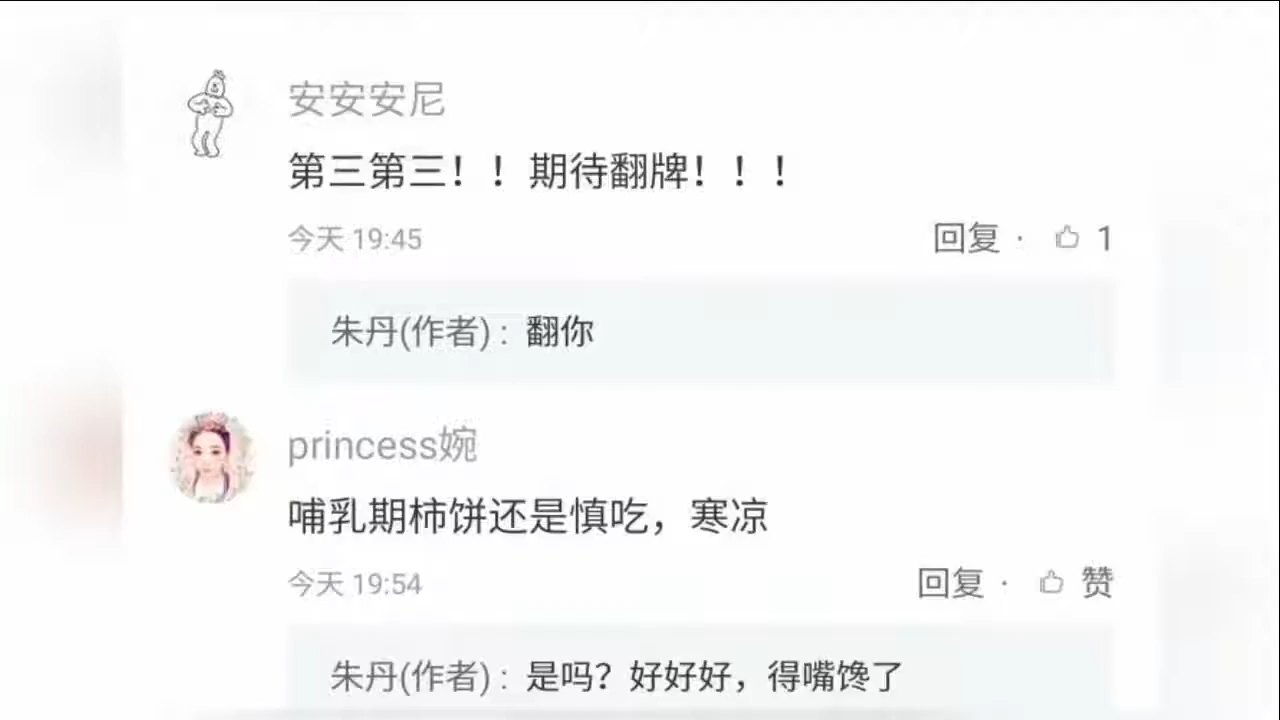 安安安尼
第三第三！！期待翻牌！！！
今天 19:45
回复 · 1
朱丹(作者)：翻你
princess婉
哺乳期柿饼还是慎吃，寒凉
今天 19:54
回复 · 赞
朱丹(作者)：是吗？好好好，得嘴馋了